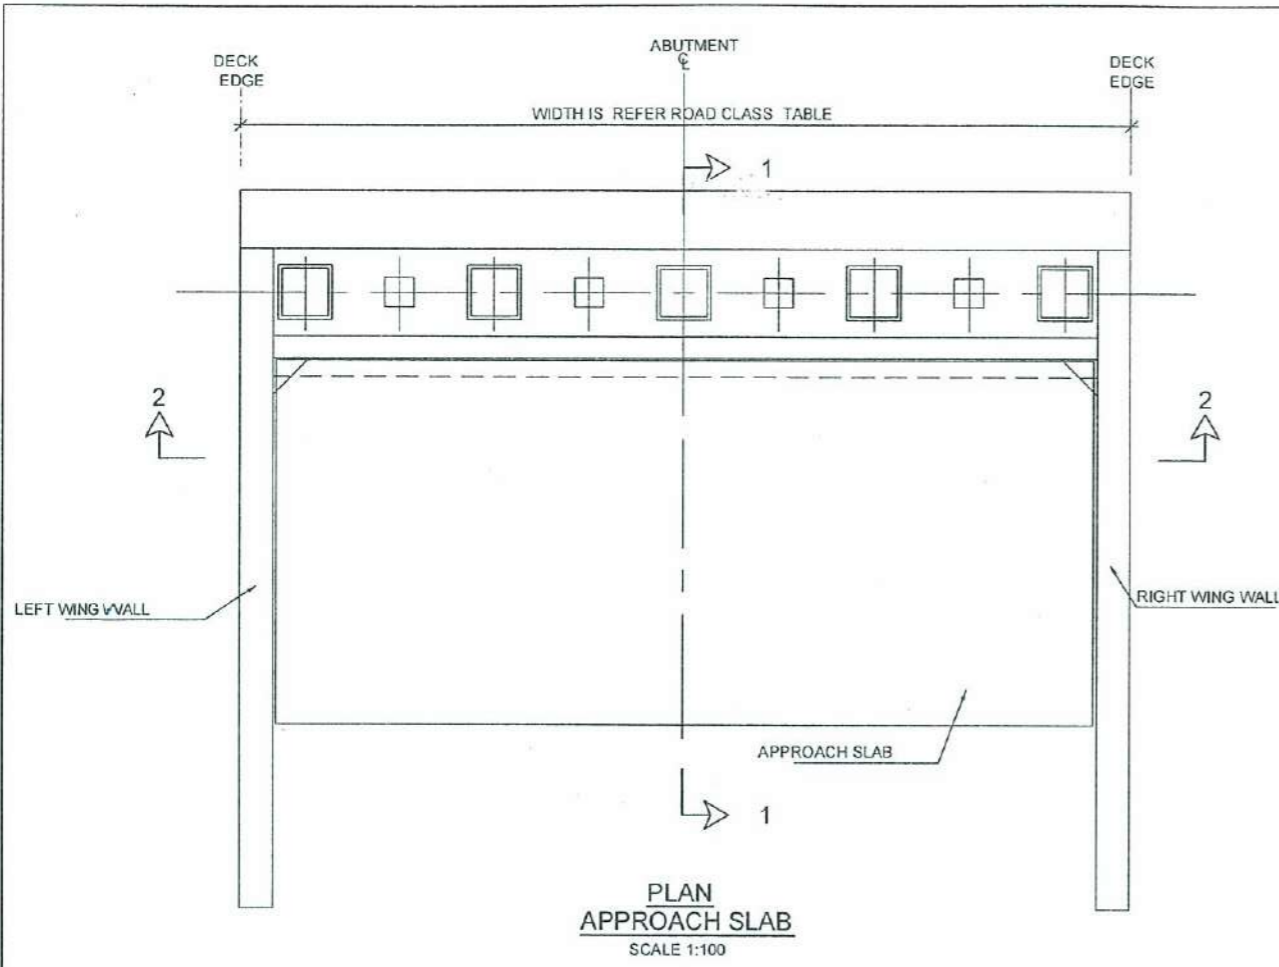 ABUTMENT
℄
DECK
EDGE
DECK
EDGE
WIDTH IS REFER ROAD CLASS TABLE
1
2
2
LEFT WING WALL
RIGHT WING WALL
APPROACH SLAB
1
PLAN
APPROACH SLAB
SCALE 1:100